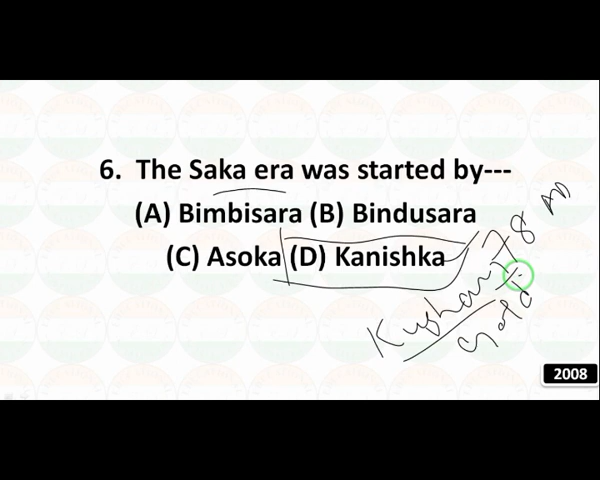 6. The Saka era was started by---
(A) Bimbisara (B) Bindusara
(C) Asoka (D) Kanishka
78 AD
Kushan
Gold
2008